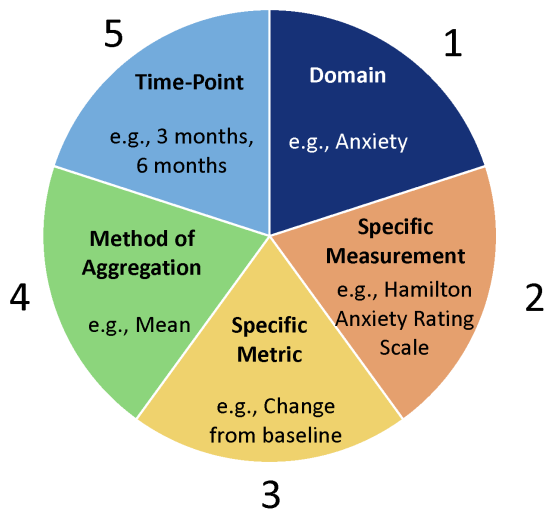 1
Domain
e.g., Anxiety
2
Specific
Measurement
e.g., Hamilton
Anxiety Rating
Scale
3
Specific
Metric
e.g., Change
from baseline
4
Method of
Aggregation
e.g., Mean
5
Time-Point
e.g., 3 months,
6 months